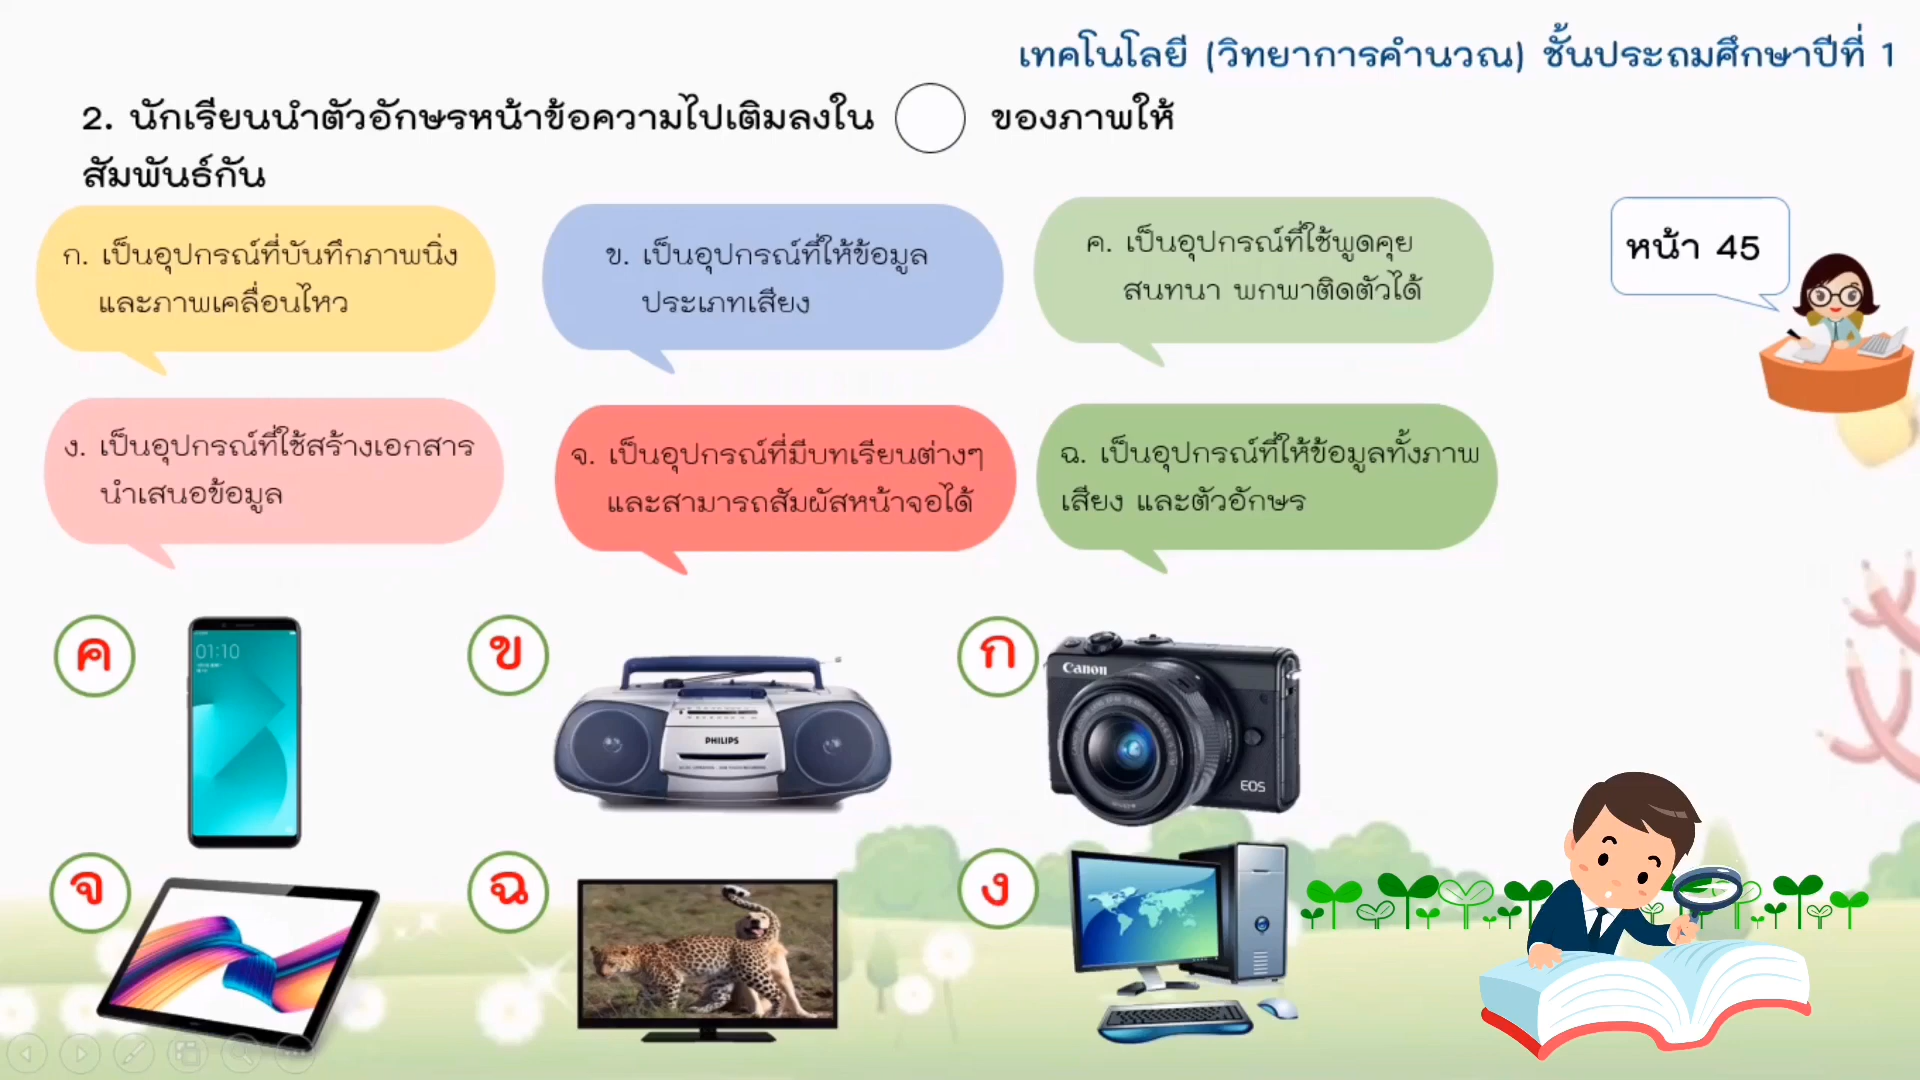 เทคโนโลยี (วิทยาการคำนวณ) ชั้นประถมศึกษาปีที่ 1
2. นักเรียนนำตัวอักษรหน้าข้อความไปเติมลงใน ของภาพให้
สัมพันธ์กัน
ก. เป็นอุปกรณ์ที่บันทึกภาพนิ่ง
และภาพเคลื่อนไหว
ข. เป็นอุปกรณ์ที่ให้ข้อมูล
ประเภทเสียง
ค. เป็นอุปกรณ์ที่ใช้พูดคุย
สนทนา พกพาติดตัวได้
หน้า 45
ง. เป็นอุปกรณ์ที่ใช้สร้างเอกสาร
นำเสนอข้อมูล
จ. เป็นอุปกรณ์ที่มีบทเรียนต่างๆ
และสามารถสัมผัสหน้าจอได้
ฉ. เป็นอุปกรณ์ที่ให้ข้อมูลทั้งภาพ
เสียง และตัวอักษร
ค
01:10
ข
PHILIPS
ก
Canon
EOS
จ
ฉ
ง